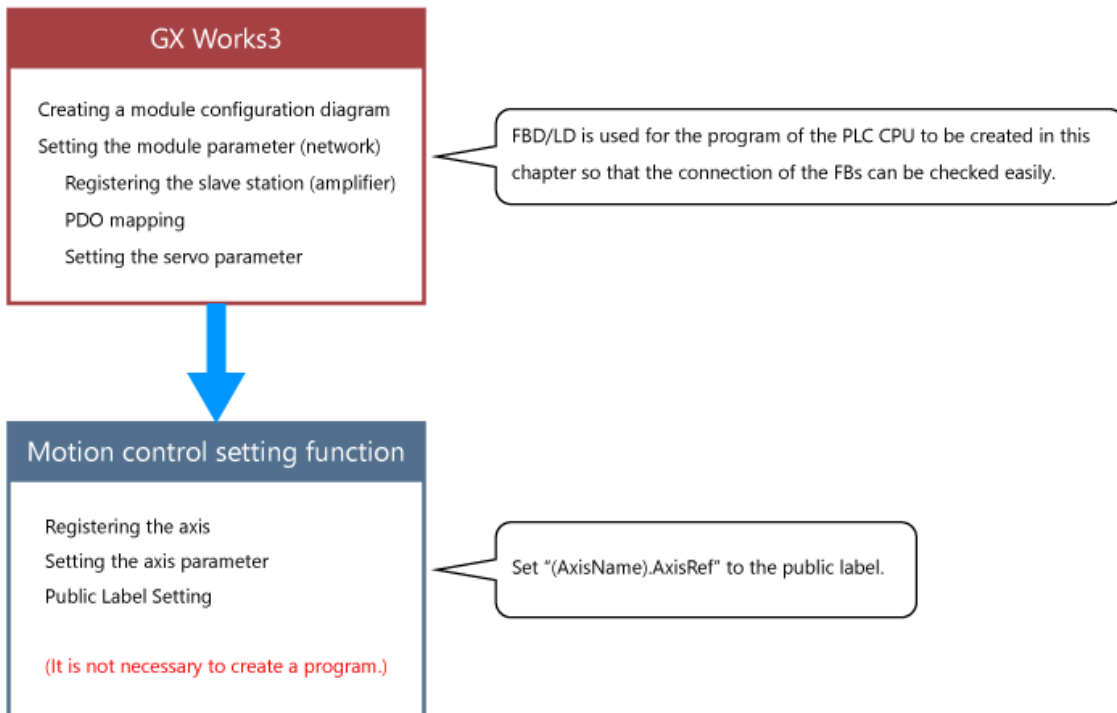 GX Works3
Creating a module configuration diagram
Setting the module parameter (network)
Registering the slave station (amplifier)
PDO mapping
Setting the servo parameter
FBD/LD is used for the program of the PLC CPU to be created in this
chapter so that the connection of the FBs can be checked easily.
Motion control setting function
Registering the axis
Setting the axis parameter
Public Label Setting
(It is not necessary to create a program.)
Set “(AxisName).AxisRef” to the public label.